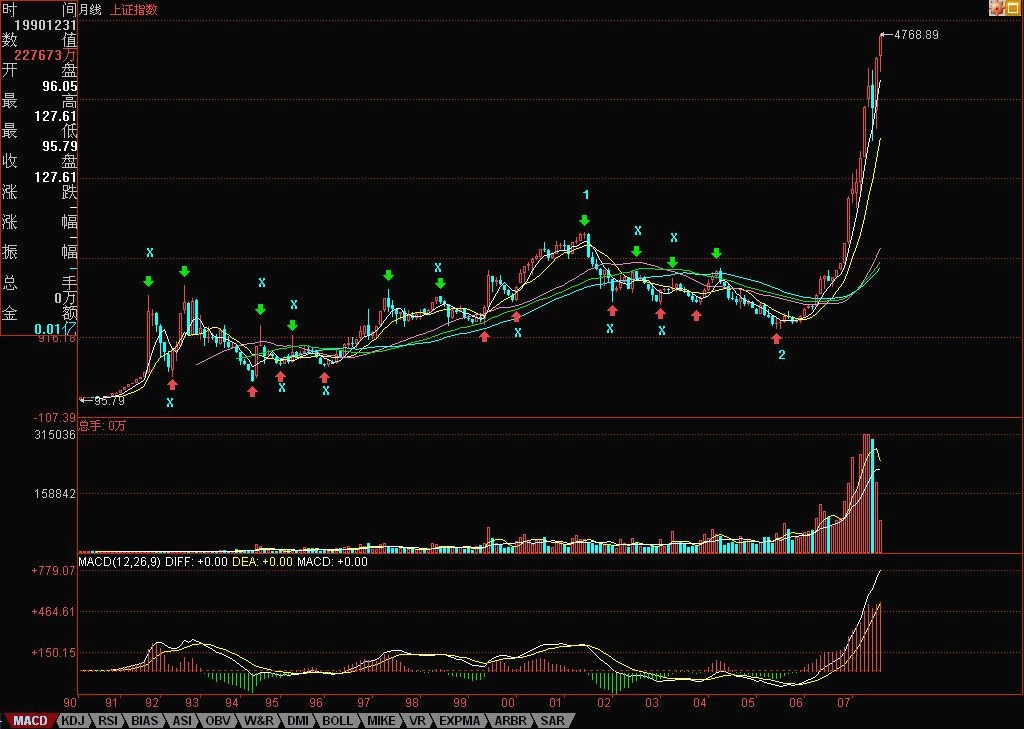 时 间 月线 上证指数
19901231
数 值
227673万
开 盘
96.05
最 高
127.61
最 低
95.79
收 盘
127.61
涨 跌
涨 幅
振 幅
总 手
0万
金 额
0.01亿
4768.89
1
X
X
X
X
X
X
X
X
X
X
X
X
2
X
95.79
-107.39
总手: 0万
315036
158842
MACD(12,26,9) DIFF: +0.00 DEA: +0.00 MACD: +0.00
+779.07
+464.61
+150.15
90 91 92 93 94 95 96 97 98 99 00 01 02 03 04 05 06 07
MACD KDJ RSI BIAS ASI OBV W&R DMI BOLL MIKE VR EXPMA ARBR SAR